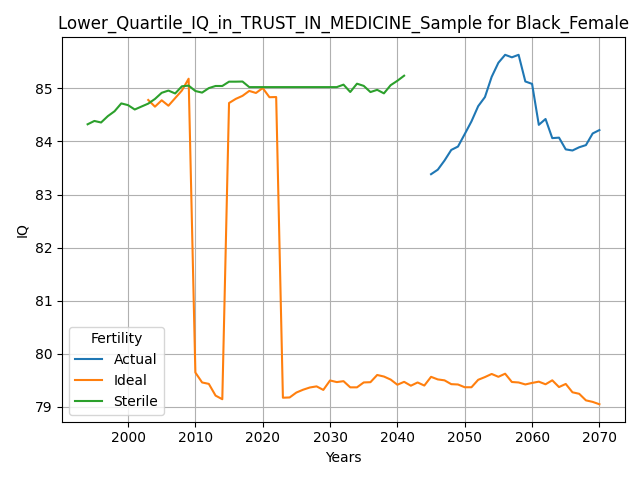 Lower_Quartile_IQ_in_TRUST_IN_MEDICINE_Sample for Black_Female
IQ
85
84
83
82
81
80
79
Fertility
Actual
Ideal
Sterile
2000 2010 2020 2030 2040 2050 2060 2070
Years